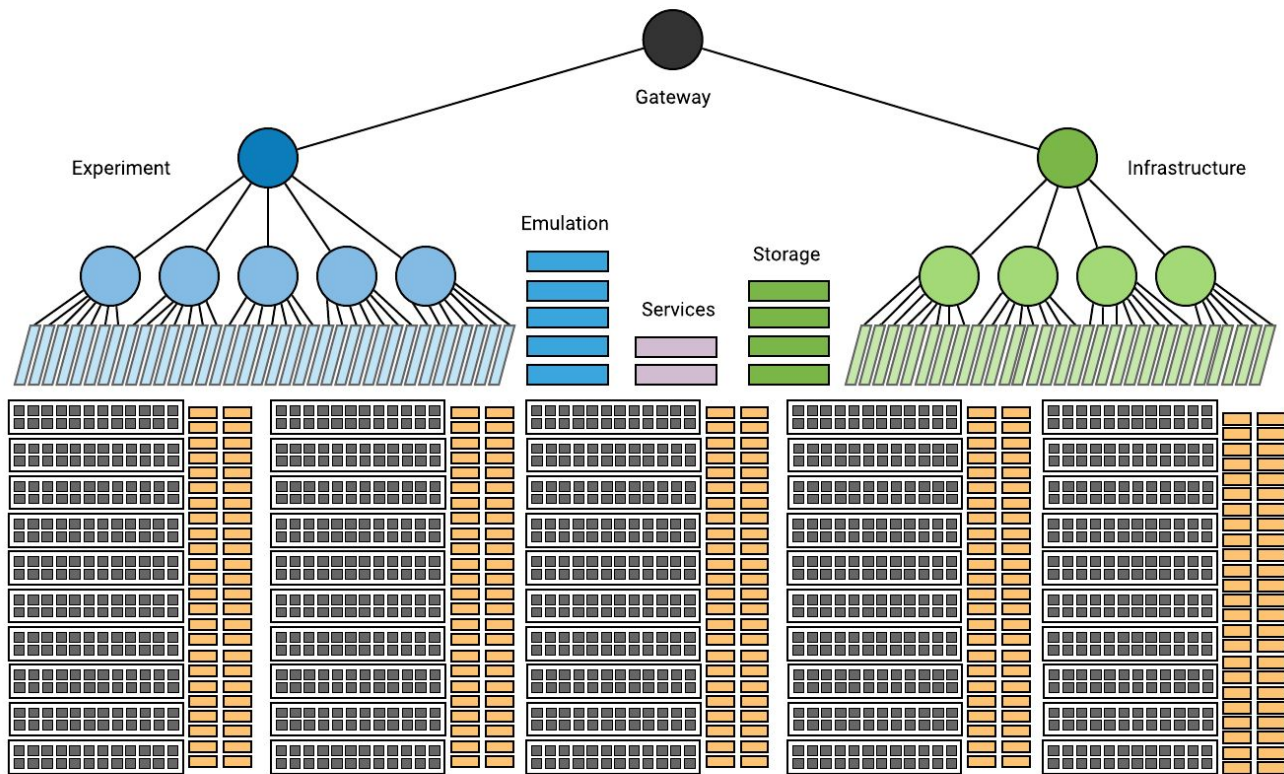 Gateway
Experiment
Infrastructure
Emulation
Storage
Services